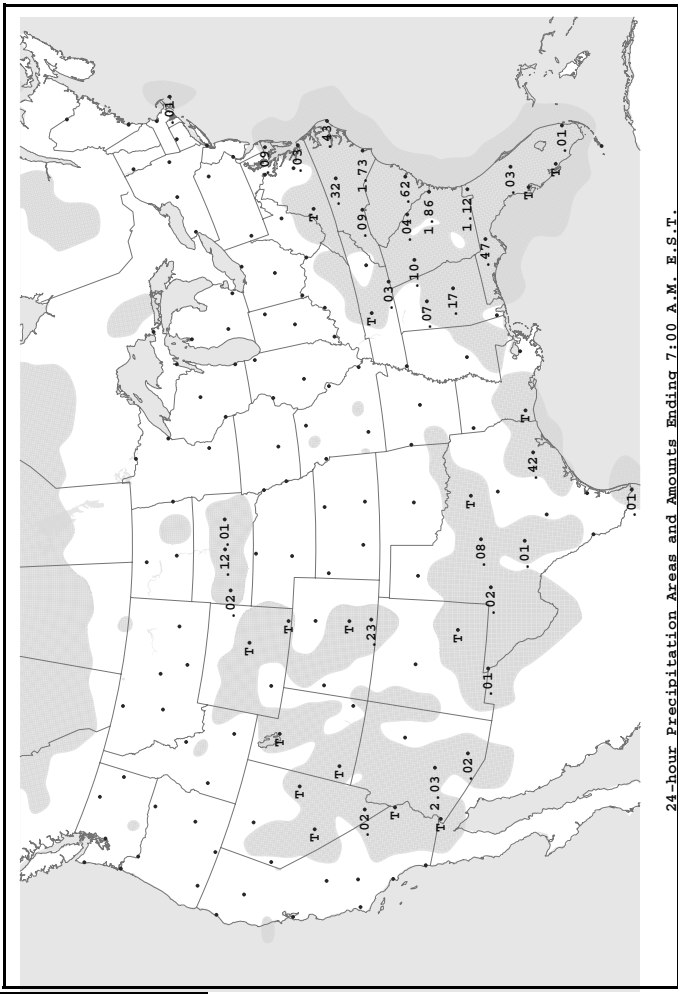 .01
.02 .12 .01
T
.09
T
T
.03
T
T
T
.43
.32
T
T
.02 .09 1.73
.23
T
.03
T
.62
.04
.10
.07
1.86
2.03
T
.17
T
.02
1.12
T
.08
.47
.01
.02
.03
T
.01
T
.42
T
.01
.01
24-hour Precipitation Areas and Amounts Ending 7:00 A.M. E.S.T.